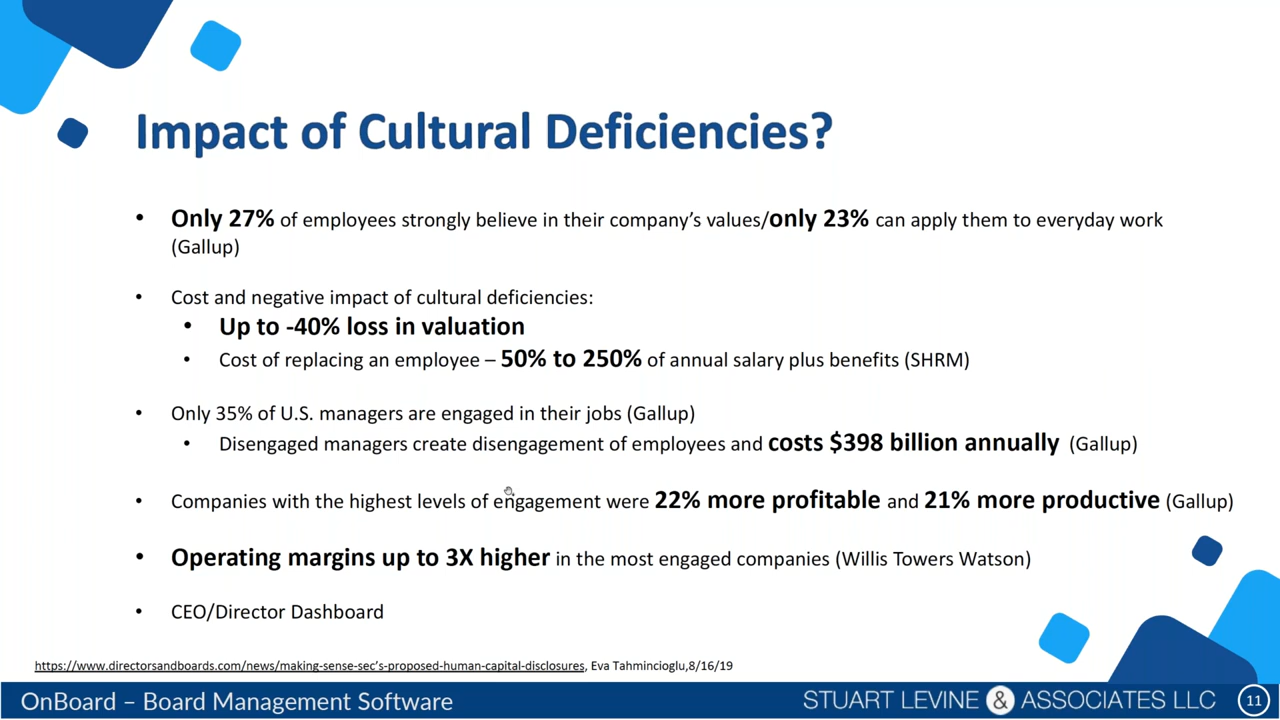 Impact of Cultural Deficiencies?
• Only 27% of employees strongly believe in their company's values/only 23% can apply them to everyday work
(Gallup)
• Cost and negative impact of cultural deficiencies:
• Up to -40% loss in valuation
• Cost of replacing an employee – 50% to 250% of annual salary plus benefits (SHRM)
• Only 35% of U.S. managers are engaged in their jobs (Gallup)
• Disengaged managers create disengagement of employees and costs $398 billion annually (Gallup)
• Companies with the highest levels of engagement were 22% more profitable and 21% more productive (Gallup)
• Operating margins up to 3X higher in the most engaged companies (Willis Towers Watson)
• CEO/Director Dashboard
https://www.directorsandboards.com/news/making-sense-sec's-proposed-human-capital-disclosures, Eva Tahmincioglu,8/16/19
OnBoard – Board Management Software
STUART LEVINE & ASSOCIATES LLC
11